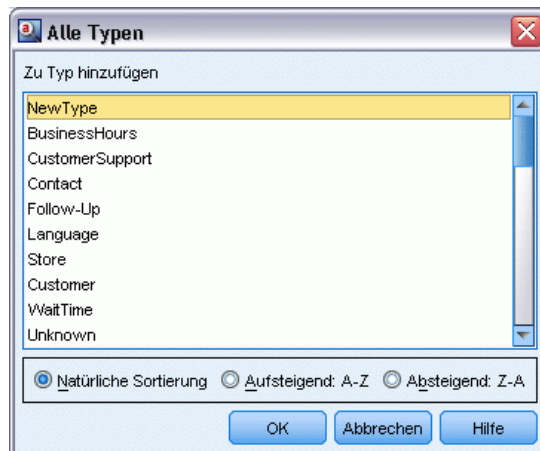 Alle Typen
Zu Typ hinzufügen
NewType
BusinessHours
CustomerSupport
Contact
Follow-Up
Language
Store
Customer
WaitTime
Unknown
Natürliche Sortierung Aufsteigend: A-Z Absteigend: Z-A
OK Abbrechen Hilfe